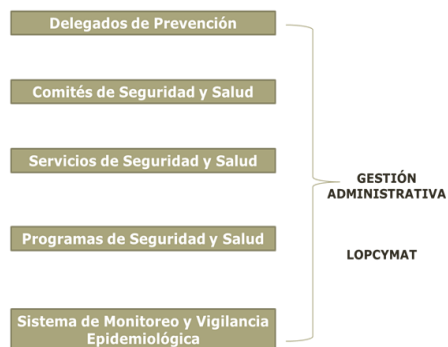 Delegados de Prevención
Comités de Seguridad y Salud
Servicios de Seguridad y Salud
Programas de Seguridad y Salud
Sistema de Monitoreo y Vigilancia
Epidemiológica
GESTIÓN
ADMINISTRATIVA
LOPCYMAT